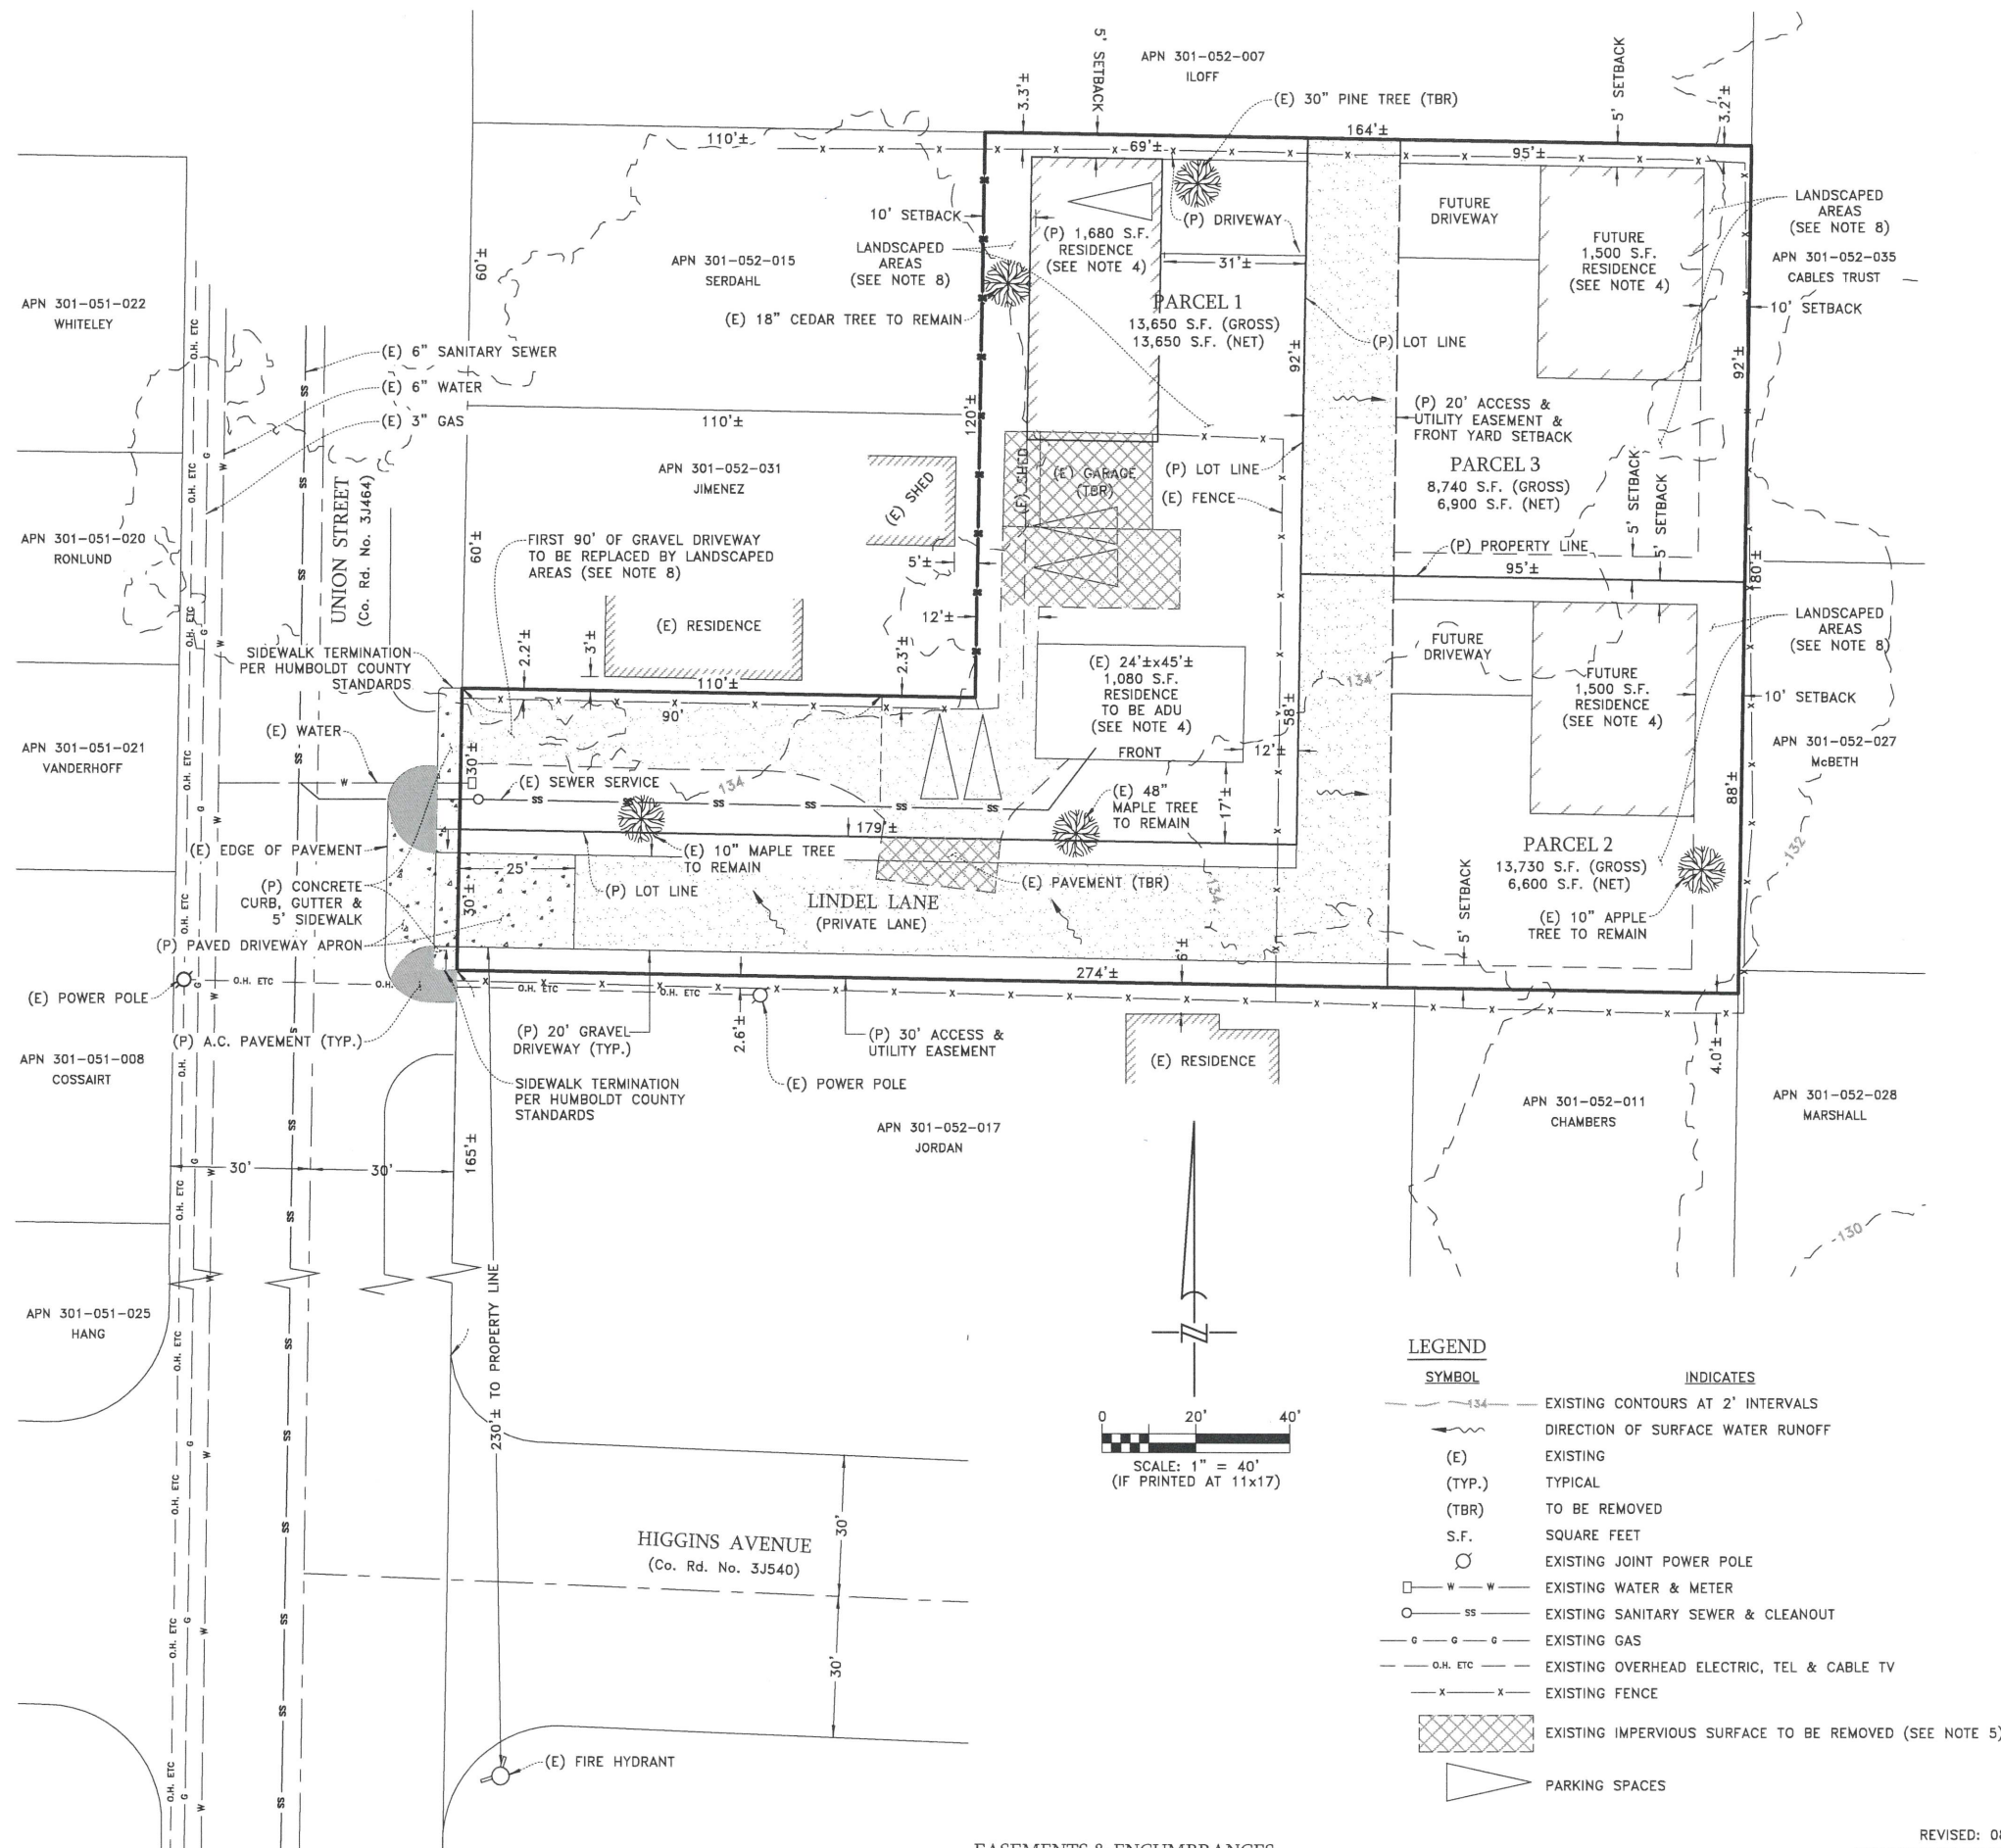 5' SETBACK
APN 301-052-007
ILOFF
5' SETBACK
3.3'±
3.2'±
(E) 30" PINE TREE (TBR)
110'±
164'±
69'±
95'±
10' SETBACK
LANDSCAPED
AREAS
(SEE NOTE 8)
(P) 1,680 S.F.
RESIDENCE
(SEE NOTE 4)
(P) DRIVEWAY
31'±
FUTURE
DRIVEWAY
FUTURE
1,500 S.F.
RESIDENCE
(SEE NOTE 4)
LANDSCAPED
AREAS
(SEE NOTE 8)
APN 301-052-035
CABLES TRUST
10' SETBACK
60'±
APN 301-052-015
SERDAHL
APN 301-051-022
WHITELEY
(E) 18" CEDAR TREE TO REMAIN
PARCEL 1
13,650 S.F. (GROSS)
13,650 S.F. (NET)
92'±
(P) LOT LINE
92'±
(E) 6" SANITARY SEWER
(E) 6" WATER
(E) 3" GAS
110'±
120'±
(P) 20' ACCESS &
UTILITY EASEMENT &
FRONT YARD SETBACK
PARCEL 3
8,740 S.F. (GROSS)
6,900 S.F. (NET)
5' SETBACK
5' SETBACK
APN 301-052-031
JIMENEZ
(E) SHED
(E) SHED
(E) GARAGE
(TBR)
(P) LOT LINE
(E) FENCE
UNION STREET
(Co. Rd. No. 3J464)
APN 301-051-020
RONLUND
60'±
FIRST 90' OF GRAVEL DRIVEWAY
TO BE REPLACED BY LANDSCAPED
AREAS (SEE NOTE 8)
5'±
(P) PROPERTY LINE
95'±
180'±
12'±
(E) RESIDENCE
LANDSCAPED
AREAS
(SEE NOTE 8)
SIDEWALK TERMINATION
PER HUMBOLDT COUNTY
STANDARDS
2.2'±
3'±
2.3'±
110'±
90'
(E) 24'±x45'±
1,080 S.F.
RESIDENCE
TO BE ADU
(SEE NOTE 4)
FRONT
58'±
12'±
134
FUTURE
DRIVEWAY
FUTURE
1,500 S.F.
RESIDENCE
(SEE NOTE 4)
10' SETBACK
APN 301-052-027
McBETH
APN 301-051-021
VANDERHOFF
(E) WATER
30'±
W
(E) SEWER SERVICE
134
SS SS SS SS SS
(E) 48"
MAPLE TREE
TO REMAIN
17'±
88'±
179'±
(E) EDGE OF PAVEMENT
(E) 10" MAPLE TREE
TO REMAIN
25'
(P) LOT LINE
(E) PAVEMENT (TBR)
134
PARCEL 2
13,730 S.F. (GROSS)
6,600 S.F. (NET)
132
(P) CONCRETE
CURB, GUTTER &
5' SIDEWALK
30'±
LINDEL LANE
(PRIVATE LANE)
5' SETBACK
(E) 10" APPLE
TREE TO REMAIN
(P) PAVED DRIVEWAY APRON
6'±
274'±
(E) POWER POLE
O.H. ETC
O.H.
O.H. ETC
O.H. ETC
(P) A.C. PAVEMENT (TYP.)
(P) 20' GRAVEL
DRIVEWAY (TYP.)
2.6'±
(P) 30' ACCESS &
UTILITY EASEMENT
(E) POWER POLE
(E) RESIDENCE
4.0'±
APN 301-051-008
COSSAIRT
SIDEWALK TERMINATION
PER HUMBOLDT COUNTY
STANDARDS
APN 301-052-017
JORDAN
APN 301-052-011
CHAMBERS
APN 301-052-028
MARSHALL
30'
30'
165'±
130
APN 301-051-025
HANG
230'± TO PROPERTY LINE
0 20' 40'
SCALE: 1" = 40'
(IF PRINTED AT 11x17)
HIGGINS AVENUE
(Co. Rd. No. 3J540)
30'
30'
(E) FIRE HYDRANT
LEGEND
SYMBOL INDICATES
134 EXISTING CONTOURS AT 2' INTERVALS
DIRECTION OF SURFACE WATER RUNOFF
(E) EXISTING
(TYP.) TYPICAL
(TBR) TO BE REMOVED
S.F. SQUARE FEET
EXISTING JOINT POWER POLE
W W EXISTING WATER & METER
SS EXISTING SANITARY SEWER & CLEANOUT
G G G EXISTING GAS
O.H. ETC EXISTING OVERHEAD ELECTRIC, TEL & CABLE TV
X X EXISTING FENCE
EXISTING IMPERVIOUS SURFACE TO BE REMOVED (SEE NOTE 5)
PARKING SPACES
REVISED:
EASEMENTS & ENCUMBRANCES